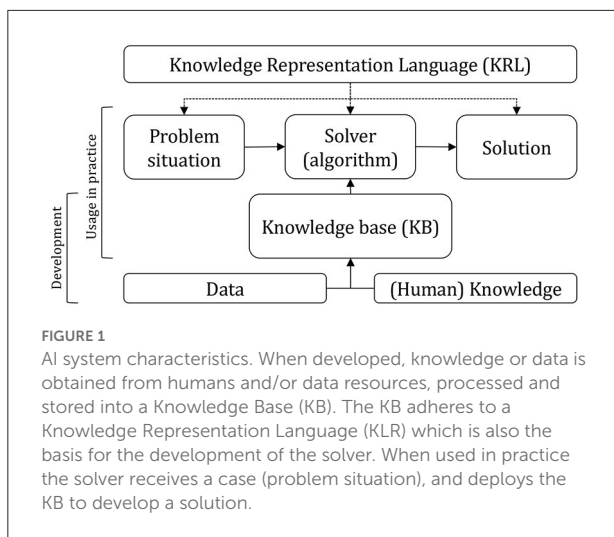 Knowledge Representation Language (KRL)
Problem
situation
Solver
(algorithm)
Solution
Usage in practice
Knowledge base (KB)
Development
Data
(Human) Knowledge
FIGURE 1
AI system characteristics. When developed, knowledge or data is
obtained from humans and/or data resources, processed and
stored into a Knowledge Base (KB). The KB adheres to a
Knowledge Representation Language (KLR) which is also the
basis for the development of the solver. When used in practice
the solver receives a case (problem situation), and deploys the
KB to develop a solution.